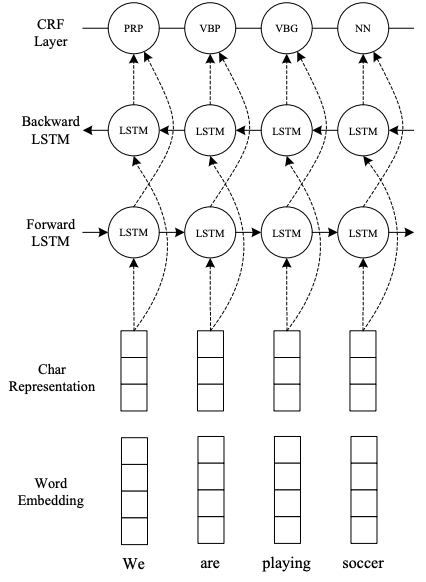 CRF
Layer
PRP VBP VBG NN
Backward
LSTM
LSTM LSTM LSTM LSTM
Forward
LSTM
LSTM LSTM LSTM LSTM
Char
Representation
Word
Embedding
We are playing soccer